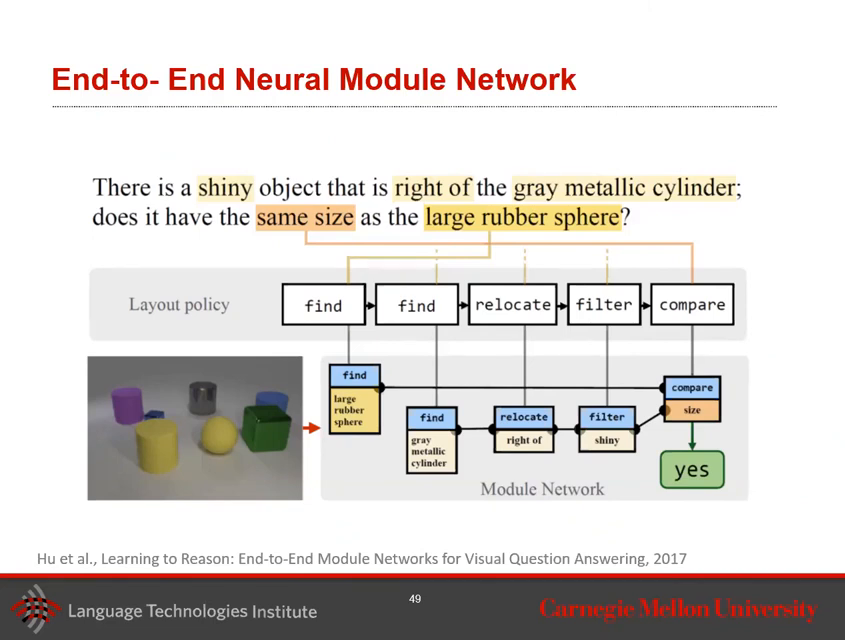 End-to- End Neural Module Network
There is a shiny object that is right of the gray metallic cylinder;
does it have the same size as the large rubber sphere?
Layout policy
find
find
relocate
filter
compare
find
large
rubber
sphere
find
gray
metallic
cylinder
relocate
right of
filter
shiny
compare
size
yes
Module Network
Hu et al., Learning to Reason: End-to-End Module Networks for Visual Question Answering, 2017
Language Technologies Institute
49
Carnegie Mellon University